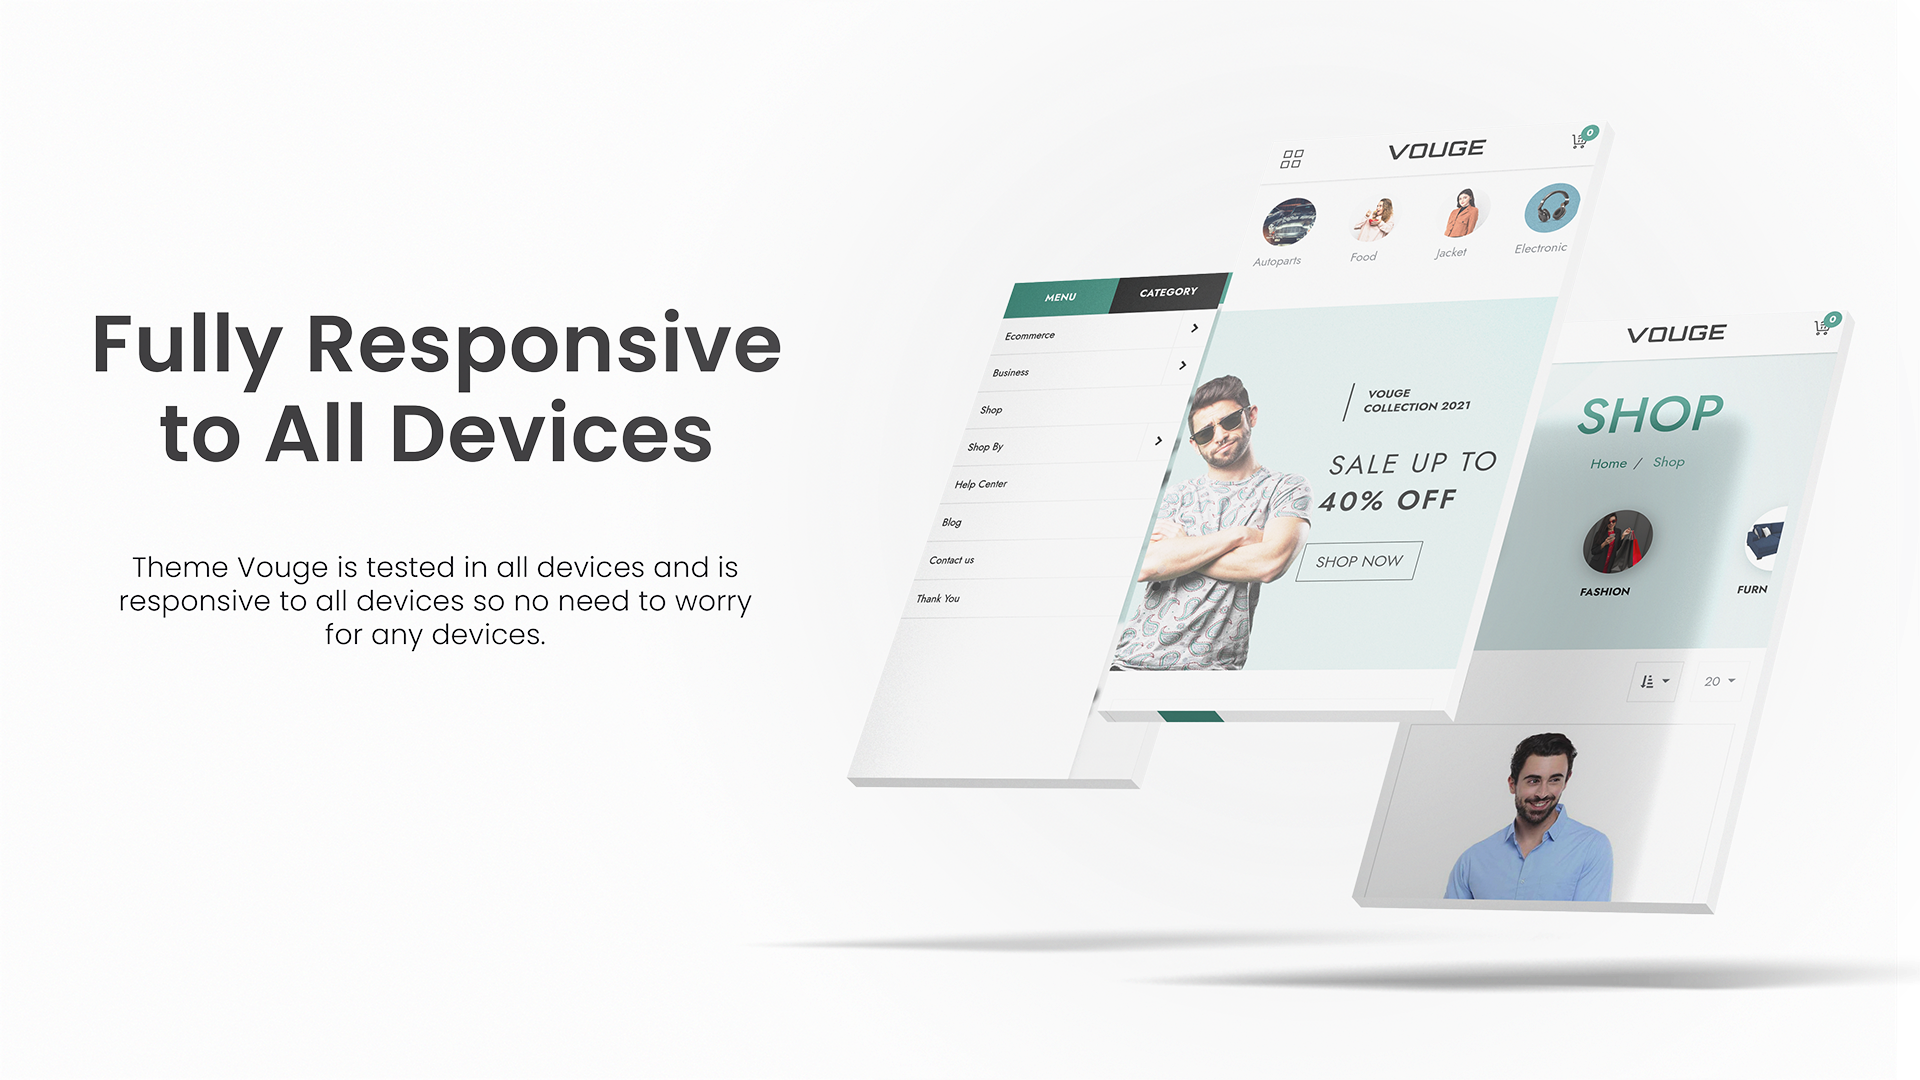 Fully Responsive
to All Devices
Theme Vouge is tested in all devices and is
responsive to all devices so no need to worry
for any devices.
MENU
CATEGORY
Ecommerce
Business
Shop
Shop By
Help Center
Blog
Contact us
Thank You
VOUGE
0
Autoparts
Food
Jacket
Electronic
VOUGE
COLLECTION 2021
SALE UP TO
40% OFF
SHOP NOW
VOUGE
0
SHOP
Home / Shop
FASHION
FURN
20